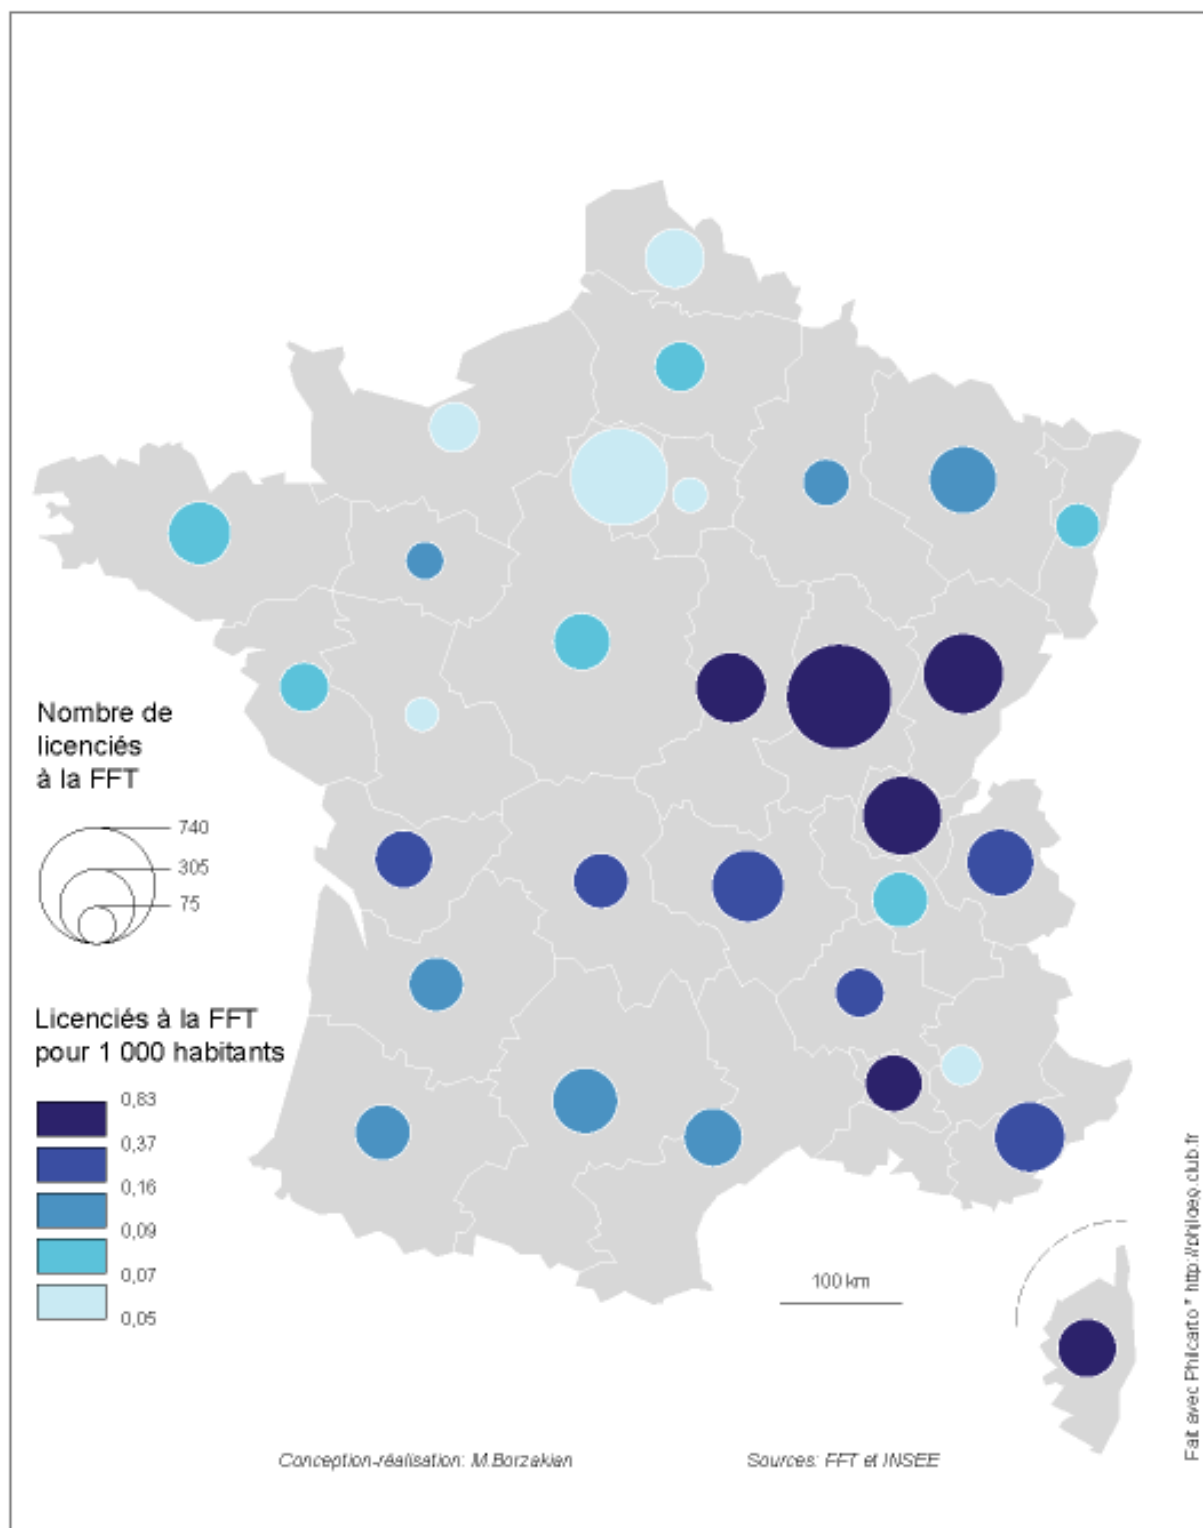 Nombre de
licenciés
à la FFT
740
305
75
Licenciés à la FFT
pour 1 000 habitants
0,83
0,37
0,16
0,09
0,07
0,05
100 km
Conception-réalisation: M.Borzakian
Sources: FFT et INSEE
Fait avec Philcarto * http://philgeo.club.fr